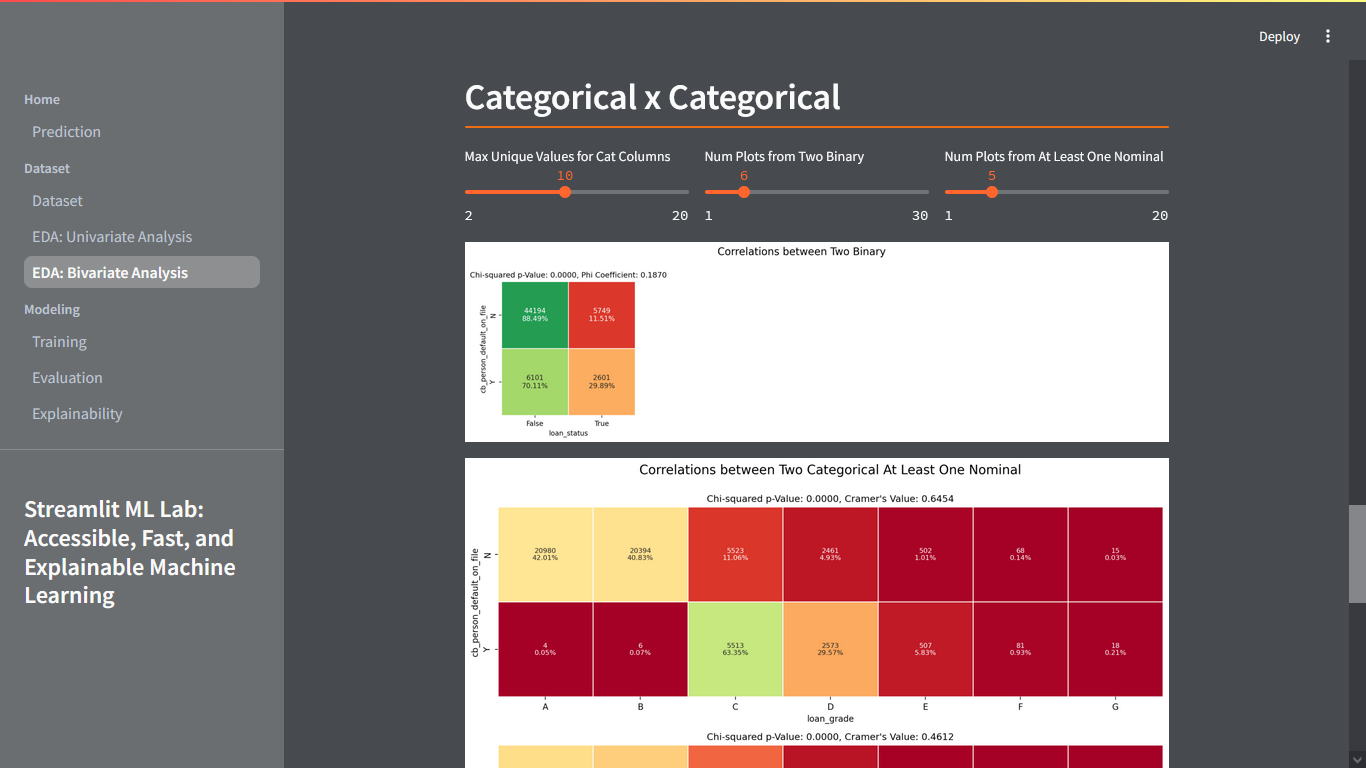 Deploy
Home
Prediction
Dataset
Dataset
EDA: Univariate Analysis
EDA: Bivariate Analysis
Modeling
Training
Evaluation
Explainability
Streamlit ML Lab:
Accessible, Fast, and
Explainable Machine
Learning
Categorical x Categorical
Max Unique Values for Cat Columns
10
2 20
Num Plots from Two Binary
6
1 30
Num Plots from At Least One Nominal
5
1 20
Correlations between Two Binary
Chi-squared p-Value: 0.0000, Phi Coefficient: 0.1870
cb_person_default_on_file
N
44194 5749
88.49% 11.51%
Y
6101 2601
70.11% 29.89%
False True
loan_status
Correlations between Two Categorical At Least One Nominal
Chi-squared p-Value: 0.0000, Cramer's Value: 0.6454
cb_person_default_on_file
N
20980 20394 5523 2461 502 68 15
42.01% 40.83% 11.06% 4.93% 1.01% 0.14% 0.03%
Y
4 6 5513 2573 507 81 18
0.05% 0.07% 63.35% 29.57% 5.83% 0.93% 0.21%
A B C D E F G
loan_grade
Chi-squared p-Value: 0.0000, Cramer's Value: 0.4612